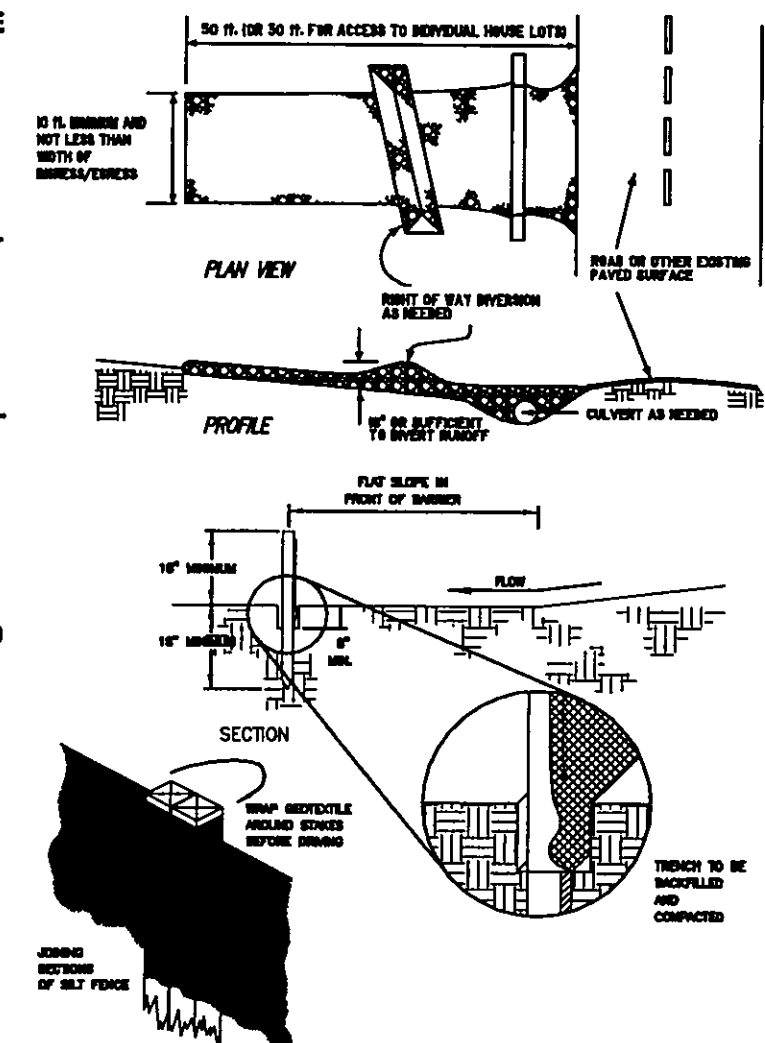 50 ft. (OR 30 ft. FOR ACCESS TO INDIVIDUAL HOUSE LOTS)
10 ft. MINIMUM AND
NOT LESS THAN
WIDTH OF
INGRESS/EGRESS
PLAN VIEW
RIGHT OF WAY DIVERSION
AS NEEDED
ROAD OR OTHER EXISTING
PAVED SURFACE
PROFILE
OR SUFFICIENT
TO DIVERT RUNOFF
CULVERT AS NEEDED
FLAT SLOPE IN
FRONT OF BARRIER
MINIMUM
FLOW
MINIMUM
MIN.
SECTION
WRAP GEOTEXTILE
AROUND STAKES
BEFORE DRIVING
TRENCH TO BE
BACKFILLED
AND
COMPACTED
JOINING
SECTIONS
OF SILT FENCE